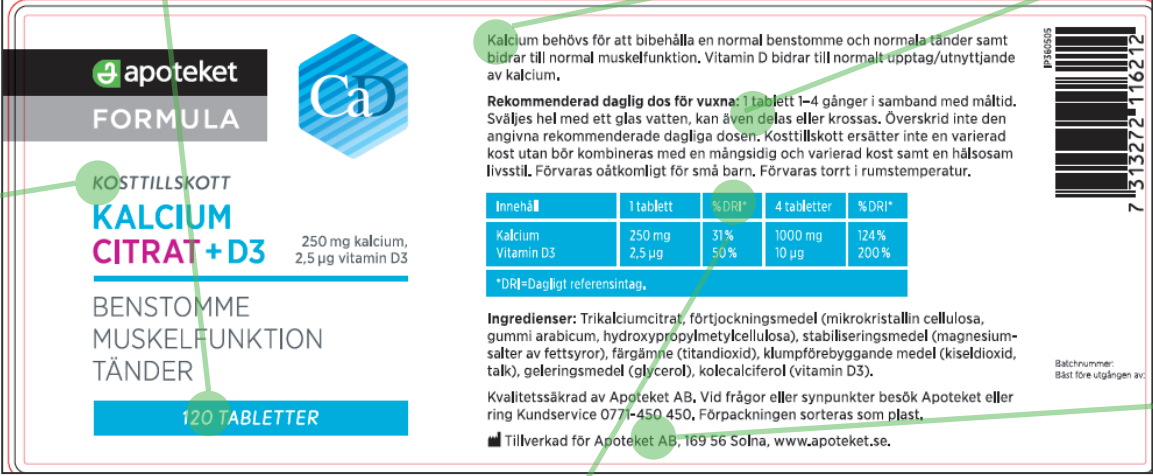 apoteket
FORMULA
CaD
KOSTTILLSKOTT
KALCIUM
CITRAT + D3
250 mg kalcium,
2,5 µg vitamin D3
BENSTOMME
MUSKELFUNKTION
TÄNDER
120 TABLETTER
Kalcium behövs för att bibehålla en normal benstomme och normala tänder samt
bidrar till normal muskelfunktion. Vitamin D bidrar till normalt upptag/utnyttjande
av kalcium.
Rekommenderad daglig dos för vuxna: 1 tablett 1–4 gånger i samband med måltid.
Sväljes hel med ett glas vatten, kan även delas eller krossas. Överskrid inte den
angivna rekommenderade dagliga dosen. Kosttillskott ersätter inte en varierad
kost utan bör kombineras med en mångsidig och varierad kost samt en hälsosam
livsstil. Förvaras oåtkomligt för små barn. Förvaras torrt i rumstemperatur.
Innehåll 1 tablett %DRI* 4 tabletter %DRI*
Kalcium 250 mg 31% 1000 mg 124%
Vitamin D3 2,5 µg 50% 10 µg 200%
*DRI=Dagligt referensintag.
Ingredienser: Trikalciumcitrat, förtjockningsmedel (mikrokristallin cellulosa,
gummi arabicum, hydroxypropylmetylcellulosa), stabiliseringsmedel (magnesium-
salter av fettsyror), färgämne (titandioxid), klumpförebyggande medel (kiseldioxid,
talk), geleringsmedel (glycerol), kolecalciferol (vitamin D3).
Kvalitetssäkrad av Apoteket AB. Vid frågor eller synpunkter besök Apoteket eller
ring Kundservice 0771-450 450. Förpackningen sorteras som plast.
Tillverkad för Apoteket AB, 169 56 Solna, www.apoteket.se.
IP360505
7 313272 116212
Batchnummer:
Bäst före utgången av: